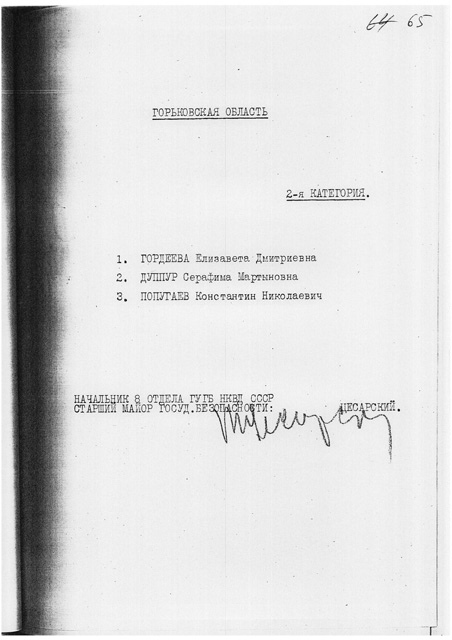 64 65
ГОРЬКОВСКАЯ ОБЛАСТЬ
2-я КАТЕГОРИЯ.
1. ГОРДЕЕВА Елизавета Дмитриевна
2. ДУППУР Серафима Мартыновна
3. ПОПУГАЕВ Константин Николаевич
НАЧАЛЬНИК 8 ОТДЕЛА ГУГБ НКВД СССР
СТАРШИЙ МАЙОР ГОСУД.БЕЗОПАСНОСТИ: ЦЕСАРСКИЙ.